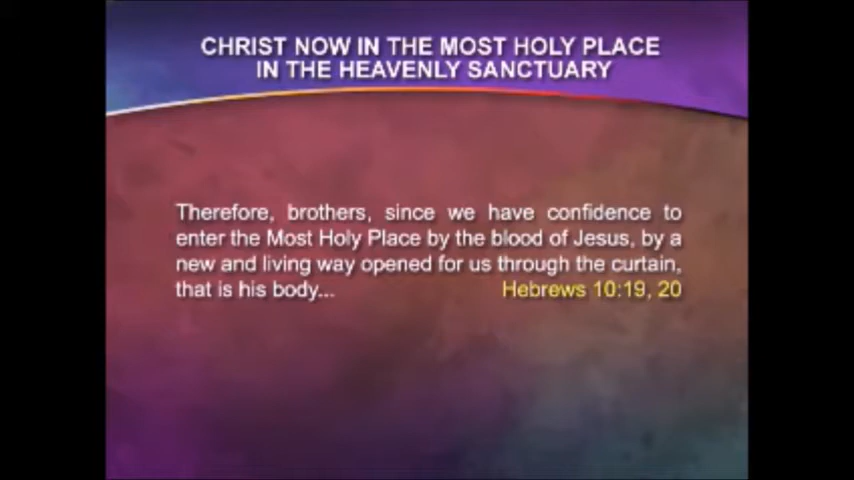 CHRIST NOW IN THE MOST HOLY PLACE
IN THE HEAVENLY SANCTUARY
Therefore, brothers, since we have confidence to
enter the Most Holy Place by the blood of Jesus, by a
new and living way opened for us through the curtain,
that is his body... Hebrews 10:19, 20